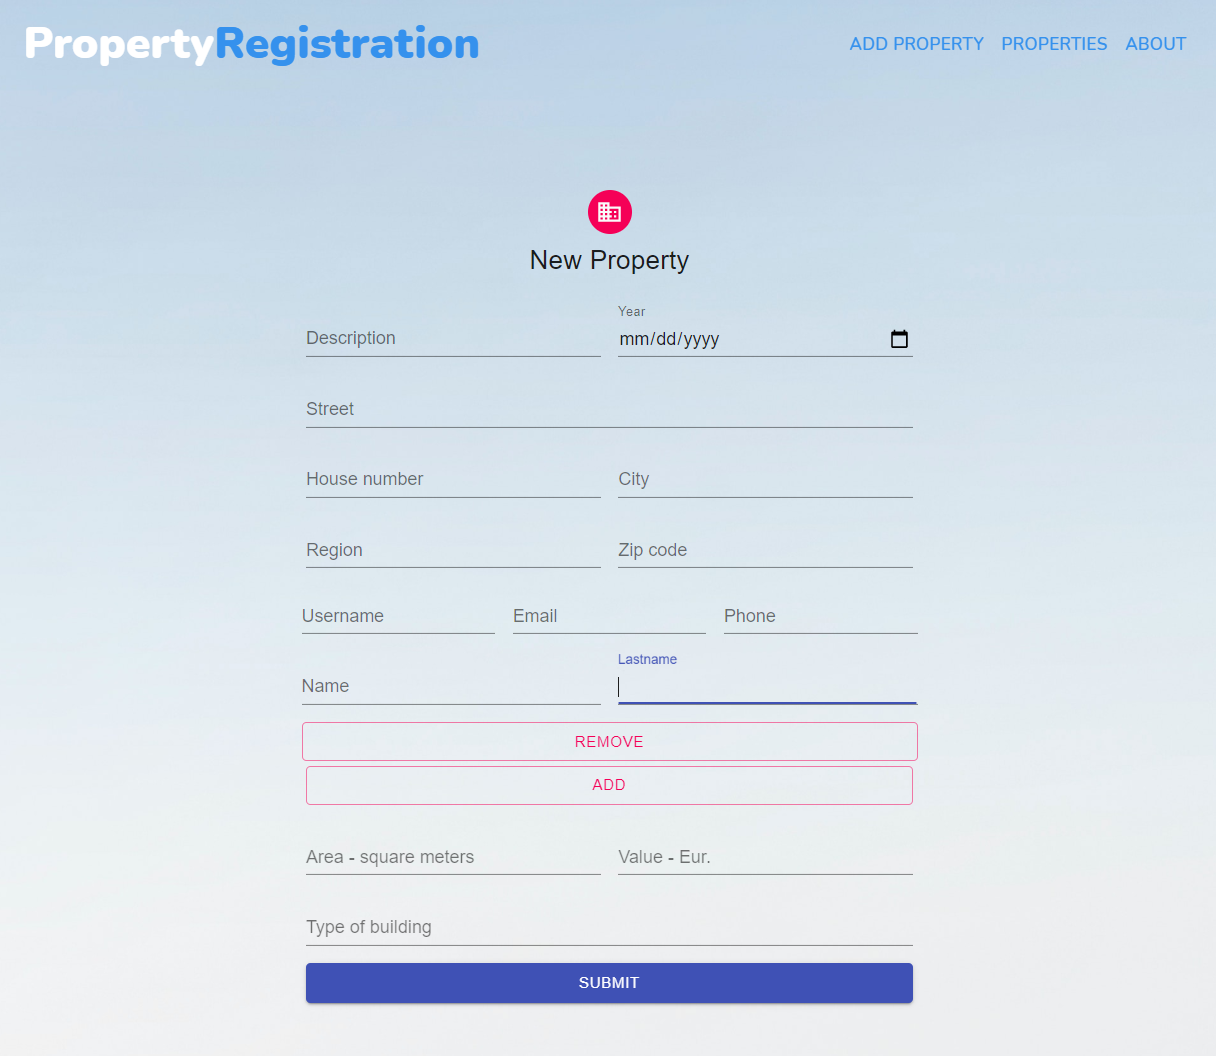 PropertyRegistration
ADD PROPERTY PROPERTIES ABOUT
New Property
Year
Description mm/dd/yyyy
Street
House number City
Region Zip code
Username Email Phone
Lastname
Name
REMOVE
ADD
Area - square meters Value - Eur.
Type of building
SUBMIT